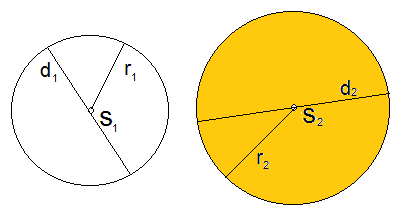 d₁
r₁
S₁
d₂
S₂
r₂